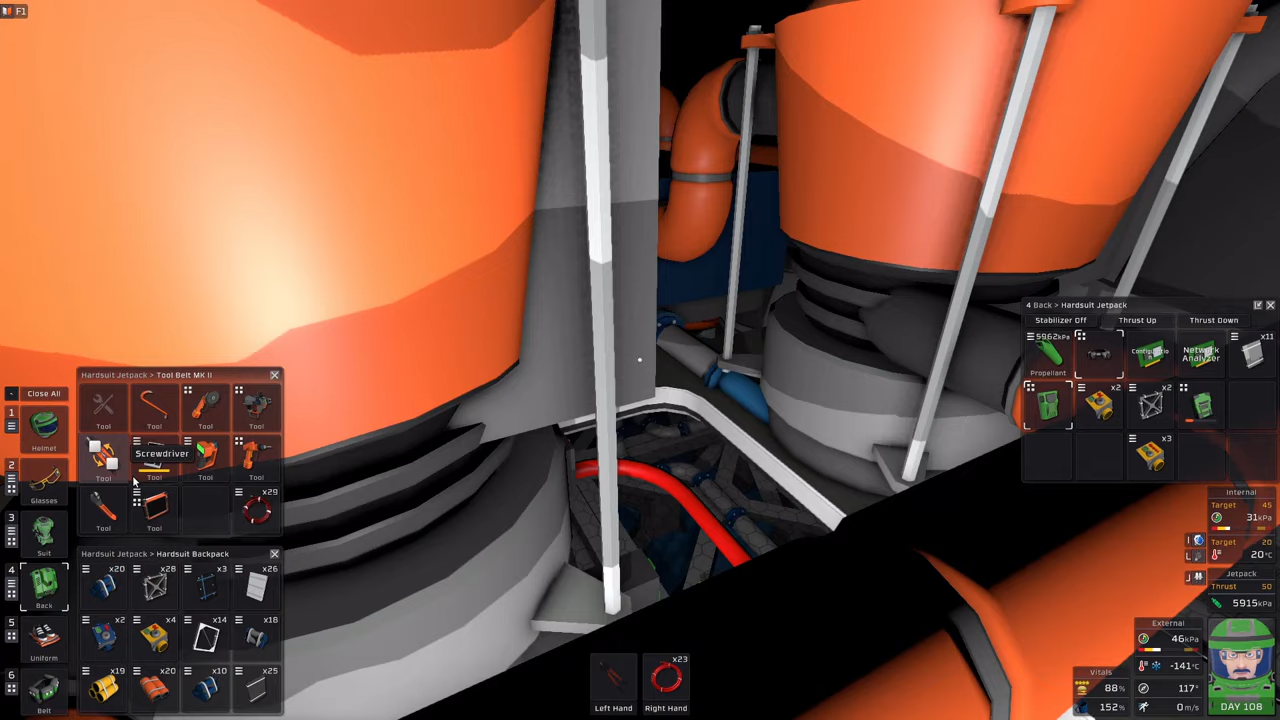 F1
Close All
1
Helmet
2
Glasses
3
Suit
4
Back
5
Uniform
6
Belt
Hardsuit Jetpack > Tool Belt MK II
Tool
Tool
Tool
Tool
Tool
Tool
Tool
Tool
Screwdriver
Tool
Tool
x29
Hardsuit Jetpack > Hardsuit Backpack
x20
x28
x3
x26
x2
x4
x14
x18
x19
x20
x10
x25
Left Hand
x23
Right Hand
4 Back > Hardsuit Jetpack
Stabilizer Off
Thrust Up
Thrust Down
5962kPa
Propellant
Network
Analyzer
x11
x2
x2
x3
Internal
Target 45
31kPa
Target 20
20°C
Jetpack
Thrust 50
5915kPa
External
46kPa
-141°C
117°
0m/s
Vitals
88%
152%
DAY 108